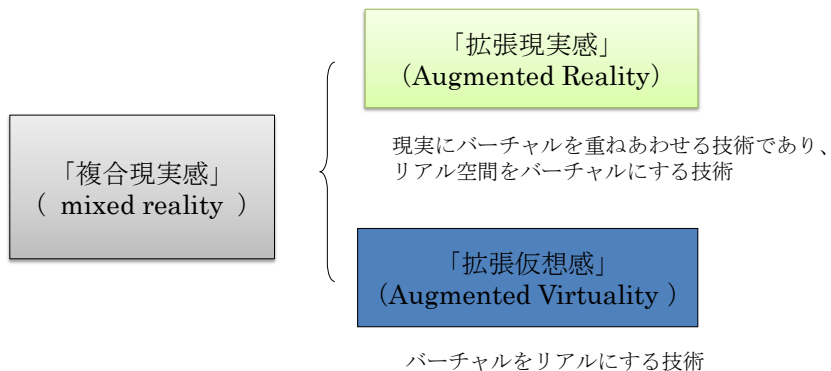 「複合現実感」
( mixed reality )
「拡張現実感」
(Augmented Reality)
現実にバーチャルを重ねあわせる技術であり、
リアル空間をバーチャルにする技術
「拡張仮想感」
(Augmented Virtuality )
バーチャルをリアルにする技術